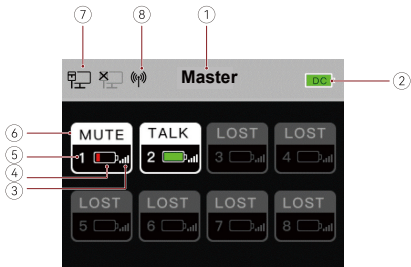 ⑦ ⑧ ①
Master DC ②
⑥ MUTE TALK LOST LOST
⑤ 1 2 3 4
④
③
LOST LOST LOST LOST
5 6 7 8